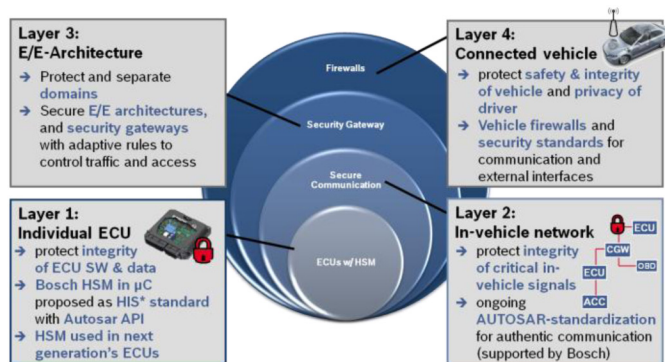 Layer 3:
E/E-Architecture
→ Protect and separate
domains
→ Secure E/E architectures,
and security gateways
with adaptive rules to
control traffic and access
Layer 4:
Connected vehicle
→ protect safety & integrity
of vehicle and privacy of
driver
→ Vehicle firewalls and
security standards for
communication and
external interfaces
Firewalls
Security Gateway
Secure
Communication
ECUs w/HSM
Layer 1:
Individual ECU
→ protect integrity
of ECU SW & data
→ Bosch HSM in µC
proposed as HIS* standard
with Autosar API
→ HSM used in next
generation's ECUs
Layer 2:
In-vehicle network
→ protect integrity
of critical in-
vehicle signals
→ ongoing
AUTOSAR-standardization
for authentic communication
(supported by Bosch)
ECU
CGW
OBD
ECU
ACC